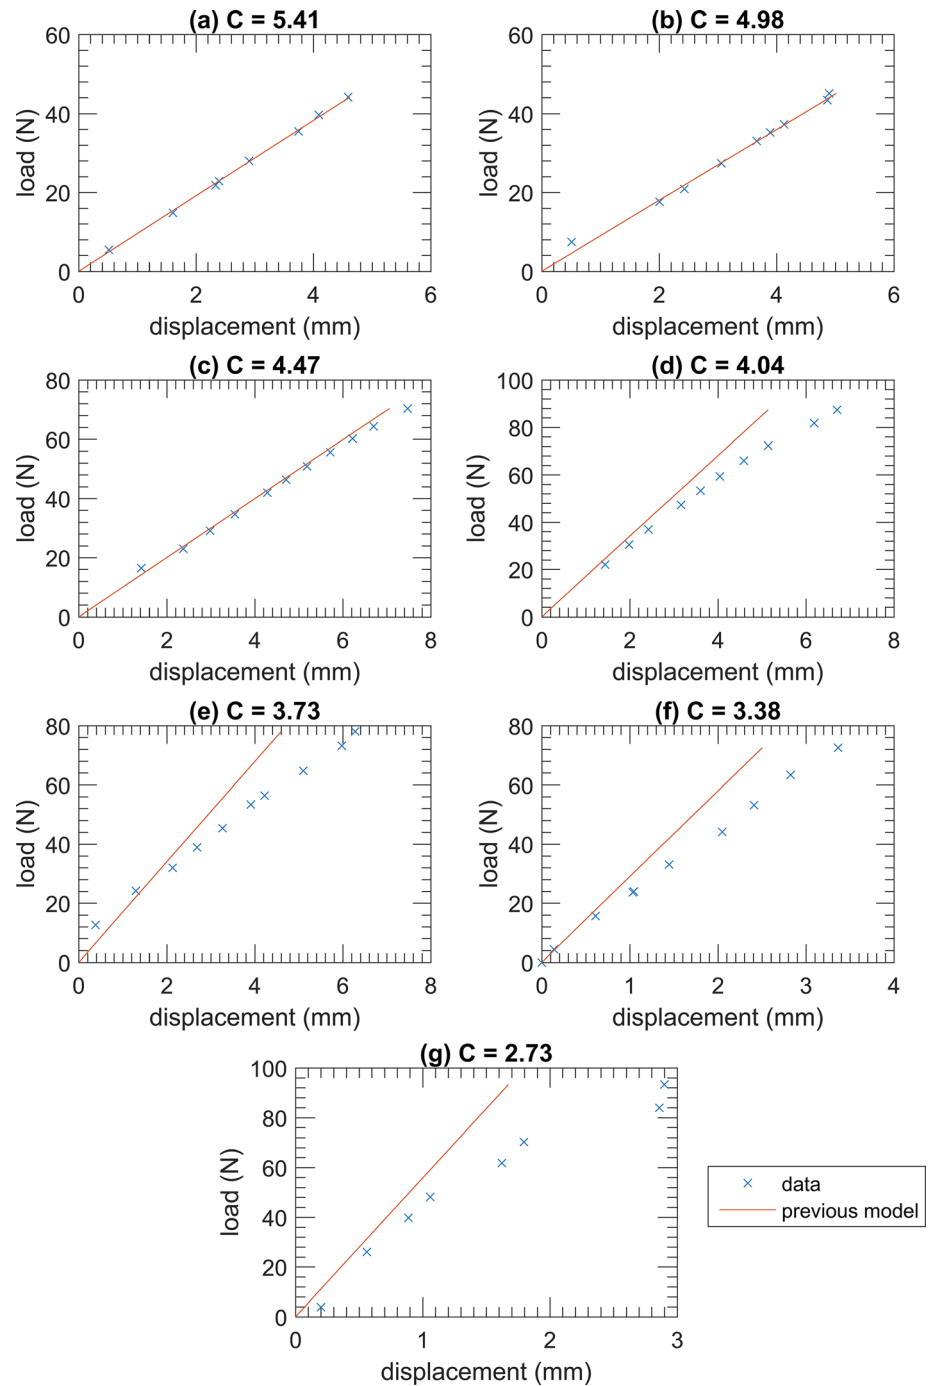 (a) C = 5.41
60
40
20
0
load (N)
0 2 4 6
displacement (mm)
(b) C = 4.98
60
40
20
0
load (N)
0 2 4 6
displacement (mm)
(c) C = 4.47
80
60
40
20
0
load (N)
0 2 4 6 8
displacement (mm)
(d) C = 4.04
100
80
60
40
20
0
load (N)
0 2 4 6 8
displacement (mm)
(e) C = 3.73
80
60
40
20
0
load (N)
0 2 4 6 8
displacement (mm)
(f) C = 3.38
80
60
40
20
0
load (N)
0 1 2 3 4
displacement (mm)
(g) C = 2.73
100
80
60
40
20
0
load (N)
0 1 2 3
displacement (mm)
data
previous model